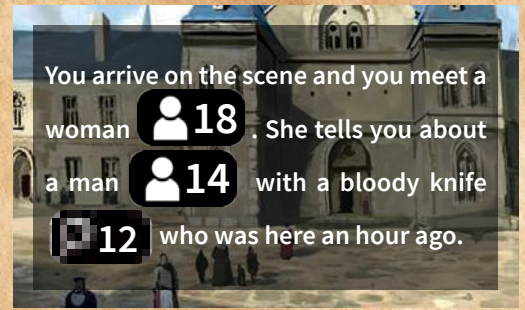 You arrive on the scene and you meet a
woman 18 . She tells you about
a man 14 with a bloody knife
12 who was here an hour ago.